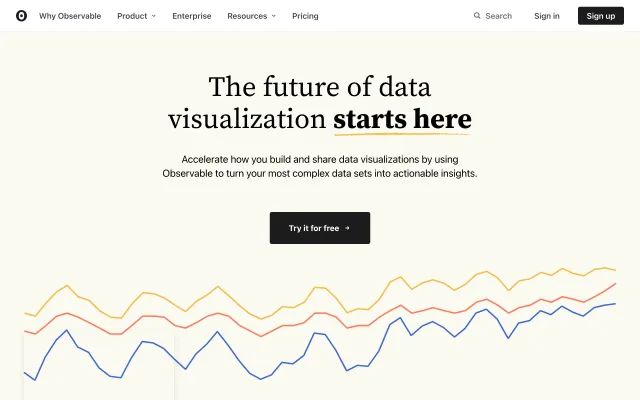 Why Observable
Product
Enterprise
Resources
Pricing
Search
Sign in
Sign up
The future of data
visualization starts here
Accelerate how you build and share data visualizations by using
Observable to turn your most complex data sets into actionable insights.
Try it for free →